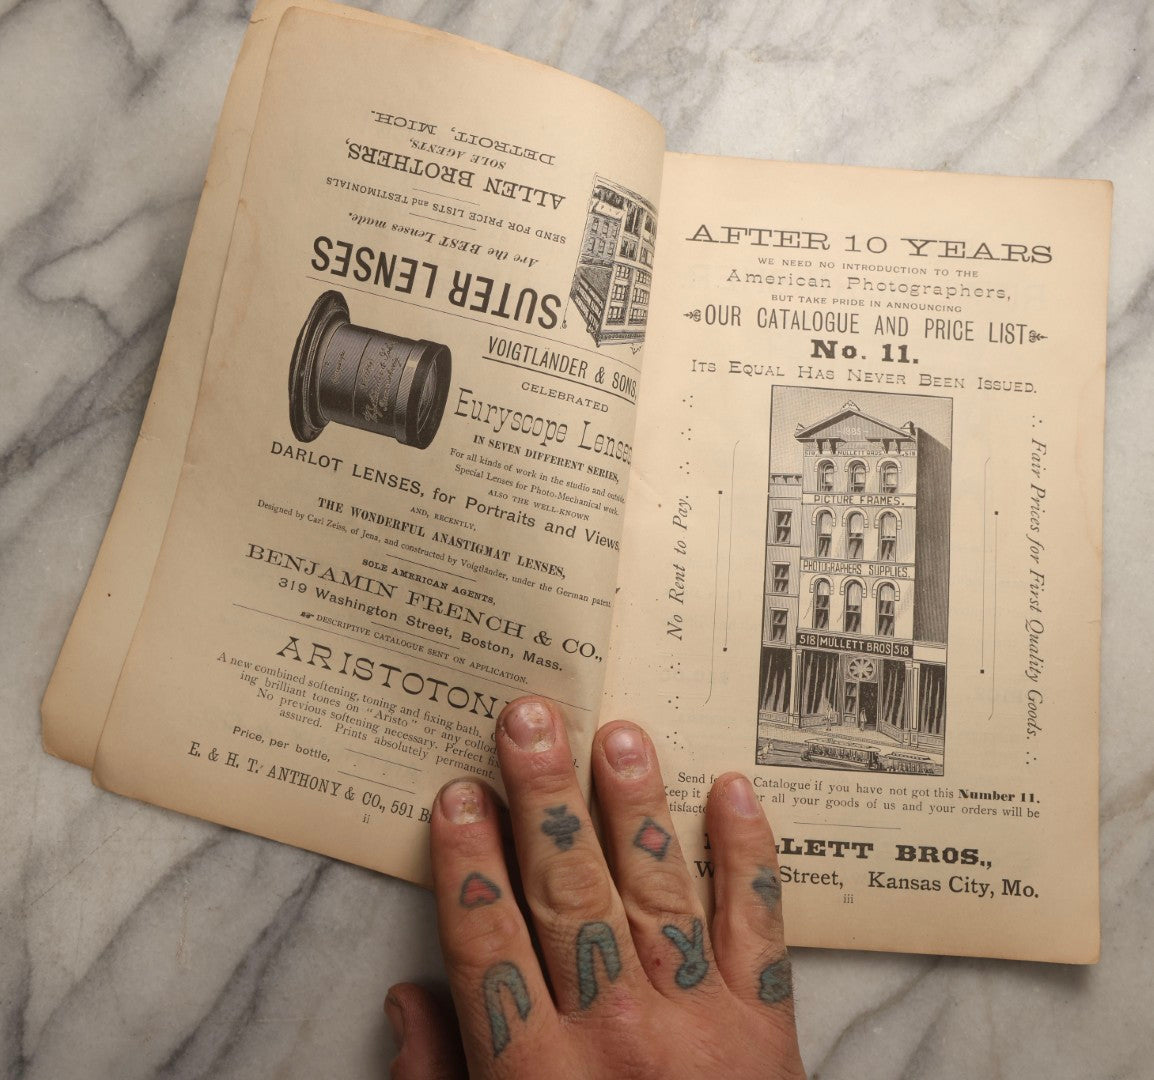 SUTER LENSES
Are the BEST Lenses made.
SEND FOR PRICE LISTS and TESTIMONIALS
ALLEN BROTHERS,
SOLE AGENTS,
DETROIT, MICH.
VOIGTLÄNDER & SONS,
CELEBRATED
Euryscope Lenses
IN SEVEN DIFFERENT SERIES,
For all kinds of work in the studio and outside.
Special Lenses for Photo-Mechanical work.
ALSO THE WELL-KNOWN
DARLOT LENSES, for Portraits and Views,
AND, RECENTLY,
THE WONDERFUL ANASTIGMAT LENSES,
Designed by Carl Zeiss, of Jena, and constructed by Voigtländer, under the German patent.
SOLE AMERICAN AGENTS,
BENJAMIN FRENCH & CO.,
319 Washington Street, Boston, Mass.
DESCRIPTIVE CATALOGUE SENT ON APPLICATION.
ARISTOTON
A new combined softening, toning and fixing bath,
ing brilliant tones on "Aristo" or any collod
No previous softening necessary. Perfect
assured. Prints absolutely permanent.
Price, per bottle,
E. & H. T. ANTHONY & CO., 591 B
ii
AFTER 10 YEARS
WE NEED NO INTRODUCTION TO THE
American Photographers,
BUT TAKE PRIDE IN ANNOUNCING
OUR CATALOGUE AND PRICE LIST
No. 11.
ITS EQUAL HAS NEVER BEEN ISSUED.
No Rent to Pay.
1885
518 MULLETT BROS. 518
PICTURE FRAMES.
PHOTOGRAPHERS SUPPLIES.
518 MULLETT BROS 518
Fair Prices for First Quality Goods.
Send Catalogue if you have not got this Number 11.
Keep it all your goods of us and your orders will be
LLETT BROS.,
Street, Kansas City, Mo.
iii